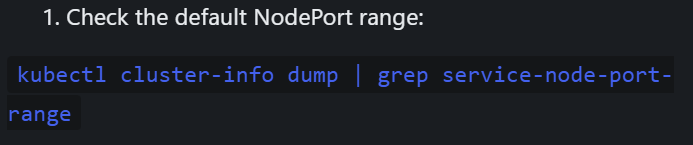 1. Check the default NodePort range:
kubectl cluster-info dump | grep service-node-port-
range